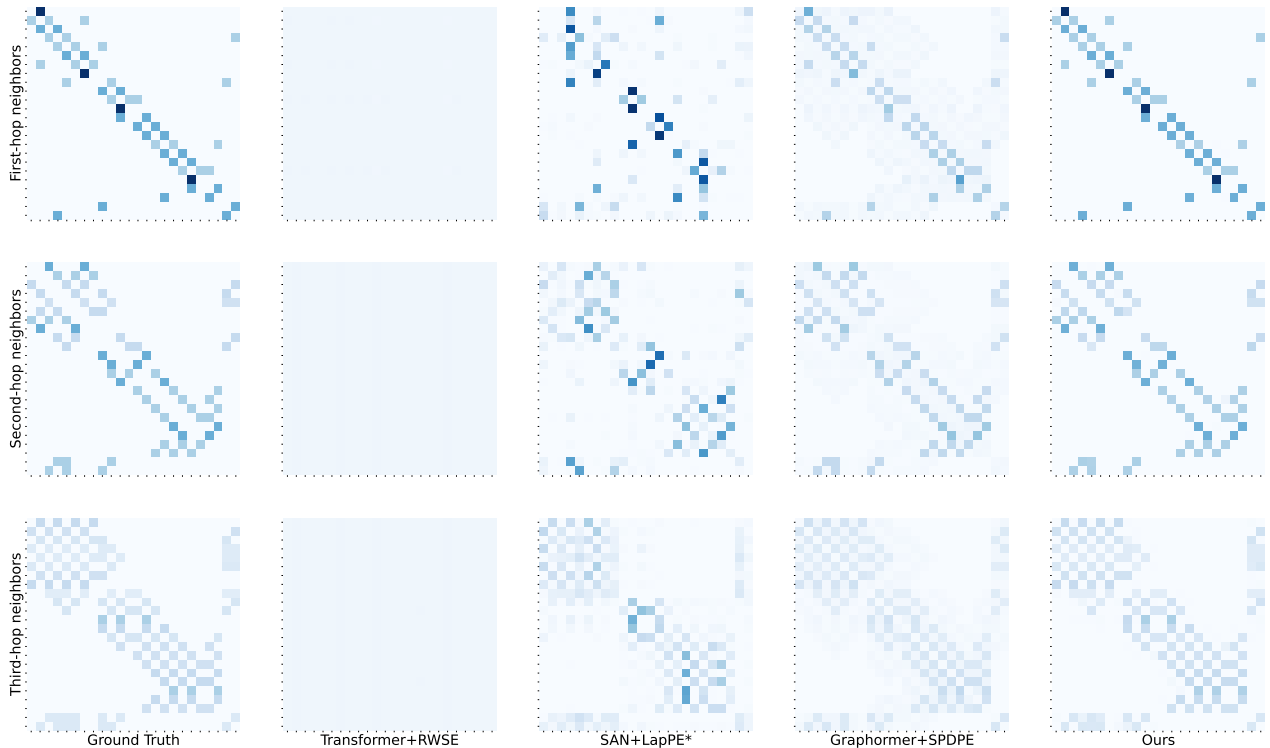 First-hop neighbors
Second-hop neighbors
Third-hop neighbors
Ground Truth
Transformer+RWSE
SAN+LapPE*
Graphormer+SPDPE
Ours